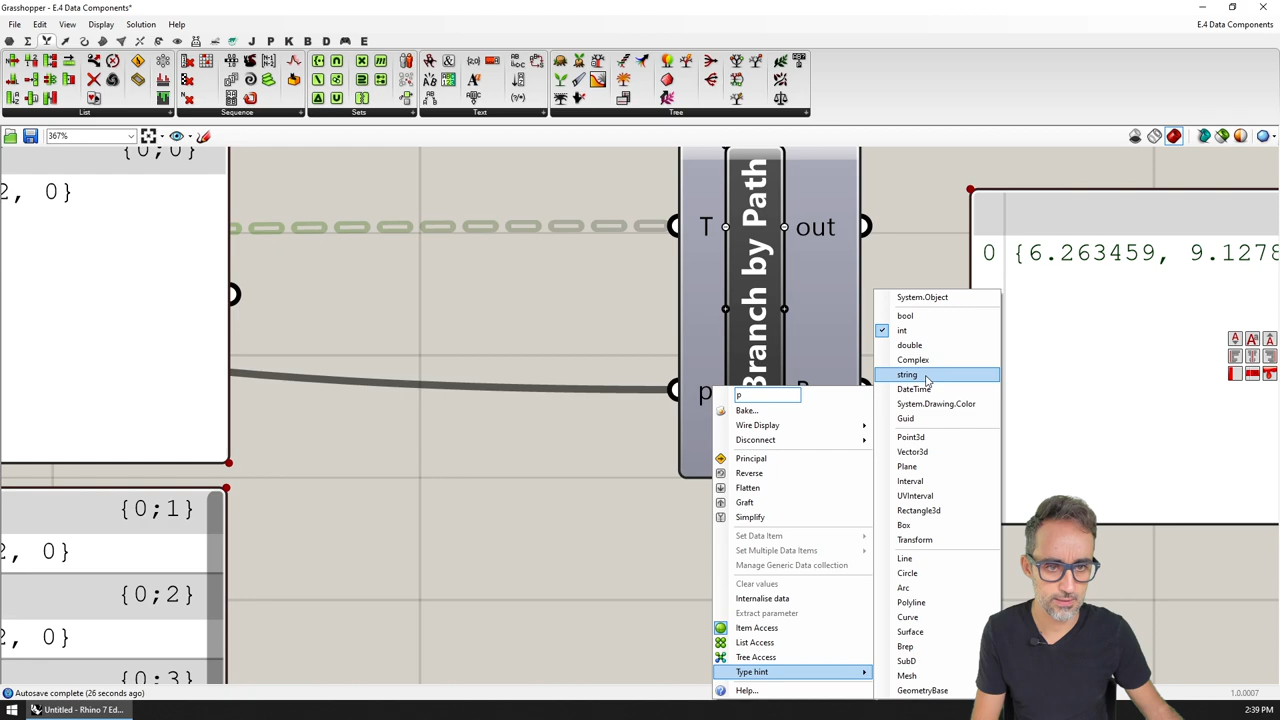 Grasshopper - E.4 Data Components*
File Edit View Display Solution Help
E.4 Data Components
J P K B D E
List Sequence Sets Text Tree
367%
{0;0}
2, 0}
T
out
Branch by Path
0 {6.263459, 9.1278
p
p
Bake...
Wire Display
Disconnect
Principal
Reverse
Flatten
Graft
Simplify
Set Data Item
Set Multiple Data Items
Manage Generic Data collection
Clear values
Internalise data
Extract parameter
Item Access
List Access
Tree Access
Type hint
Help...
System.Object
bool
int
double
Complex
string
DateTime
System.Drawing.Color
Guid
Point3d
Vector3d
Plane
Interval
UVInterval
Rectangle3d
Box
Transform
Line
Circle
Arc
Polyline
Curve
Surface
Brep
SubD
Mesh
GeometryBase
{0;1}
2, 0}
{0;2}
2, 0}
{0;3}
Autosave complete (26 seconds ago)
1.0.0007
Untitled - Rhino 7 Ed...
2:39 PM